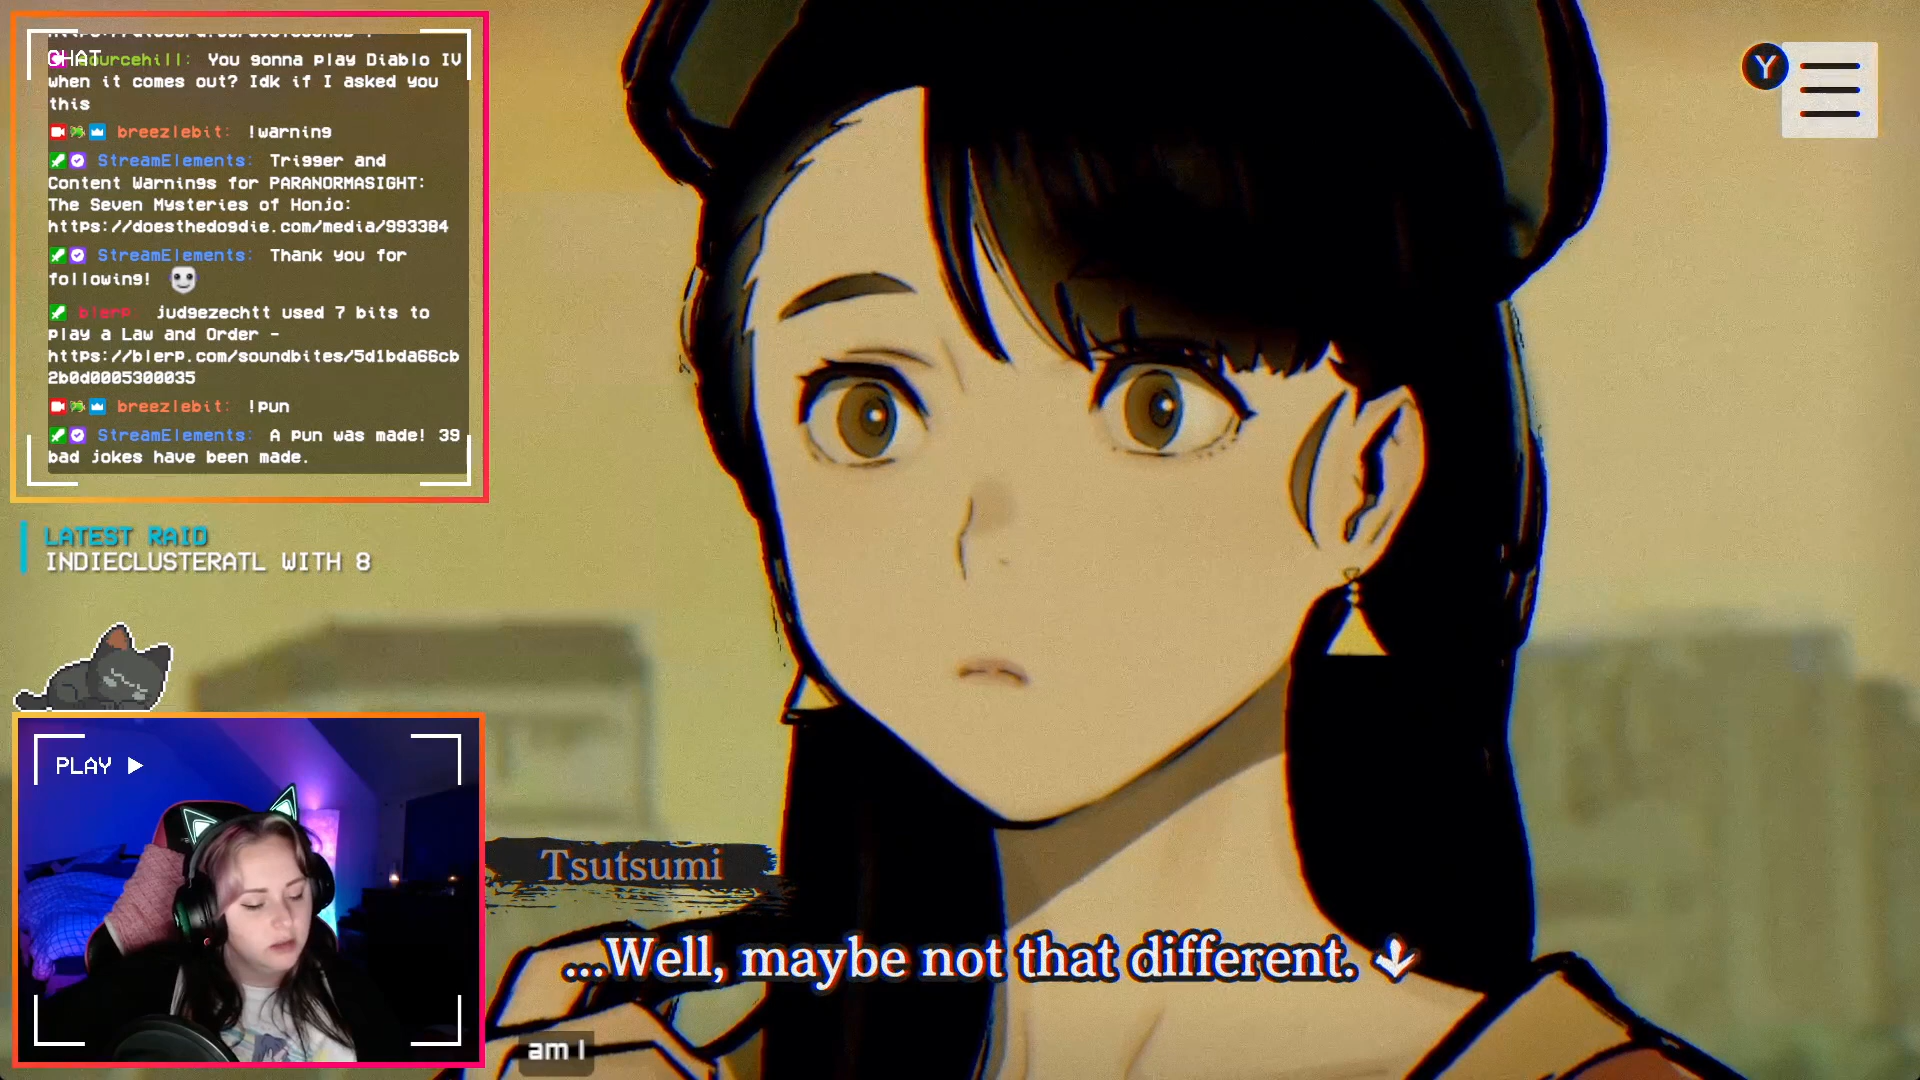 CHAT
ourcehill: You gonna play Diablo IV
when it comes out? Idk if I asked you
this
breezlebit: !warning
StreamElements: Trigger and
Content Warnings for PARANORMASIGHT:
The Seven Mysteries of Honjo:
https://doesthedogdie.com/media/993384
StreamElements: Thank you for
following!
blerp: judgezechtt used 7 bits to
play a Law and Order -
https://blerp.com/soundbites/5d1bda66cb
2b0d0005300035
breezlebit: !pun
StreamElements: A pun was made! 39
bad jokes have been made.
LATEST RAID
INDIECLUSTERATL WITH 8
PLAY
Y
Tsutsumi
...Well, maybe not that different.
am I